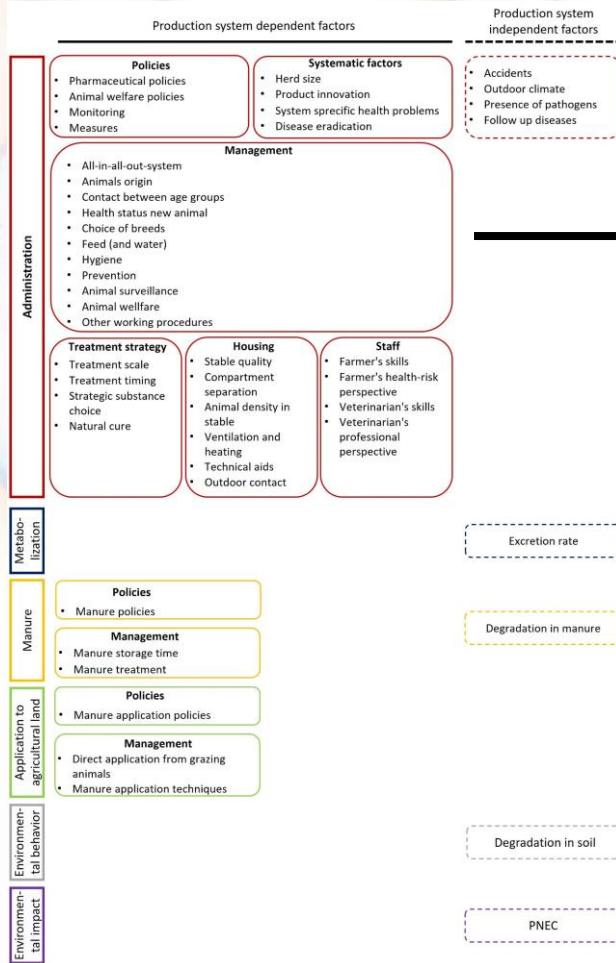 Production system dependent factors
Production system
independent factors
Administration
Policies
• Pharmaceutical policies
• Animal welfare policies
• Monitoring
• Measures
Systematic factors
• Herd size
• Product innovation
• System sprecific health problems
• Disease eradication
• Accidents
• Outdoor climate
• Presence of pathogens
• Follow up diseases
Management
• All-in-all-out-system
• Animals origin
• Contact between age groups
• Health status new animal
• Choice of breeds
• Feed (and water)
• Hygiene
• Prevention
• Animal surveillance
• Animal wellfare
• Other working procedures
Treatment strategy
• Treatment scale
• Treatment timing
• Strategic substance
choice
• Natural cure
Housing
• Stable quality
• Compartment
separation
• Animal density in
stable
• Ventilation and
heating
• Technical aids
• Outdoor contact
Staff
• Farmer's skills
• Farmer's health-risk
perspective
• Veterinarian's skills
• Veterinarian's
professional
perspective
Metabo-
lization
Excretion rate
Manure
Policies
• Manure policies
Management
• Manure storage time
• Manure treatment
Degradation in manure
Application to
agricultural land
Policies
• Manure application policies
Management
• Direct application from grazing
animals
• Manure application techniques
Environmen-
tal behavior
Degradation in soil
Environmen-
tal impact
PNEC